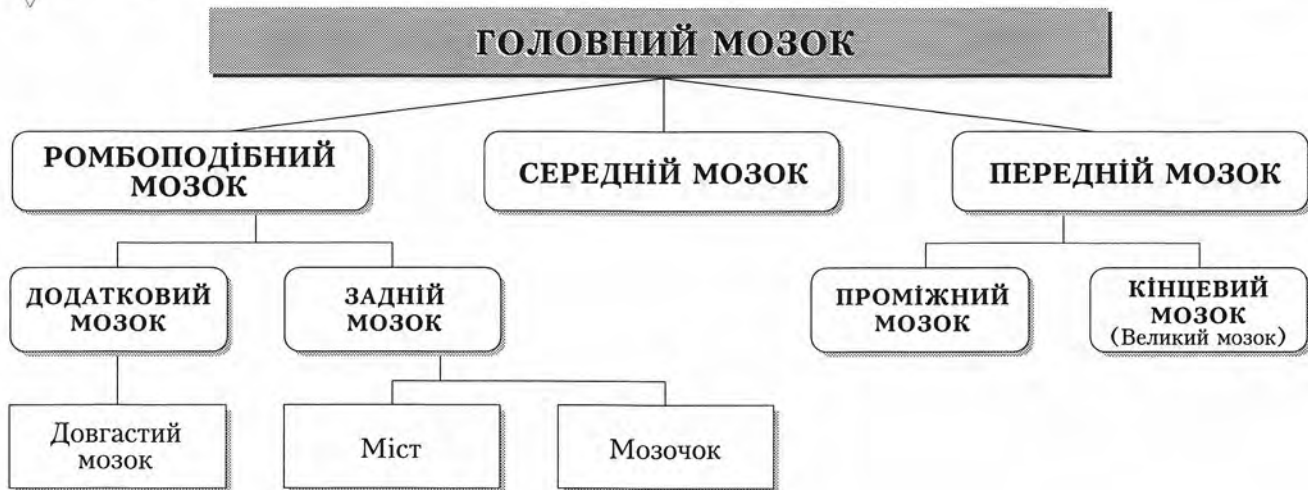 ГОЛОВНИЙ МОЗОК
РОМБОПОДІБНИЙ
МОЗОК
СЕРЕДНІЙ МОЗОК
ПЕРЕДНІЙ МОЗОК
ДОДАТКОВИЙ
МОЗОК
ЗАДНІЙ
МОЗОК
ПРОМІЖНИЙ
МОЗОК
КІНЦЕВИЙ
МОЗОК
(Великий мозок)
Довгастий
мозок
Міст
Мозочок